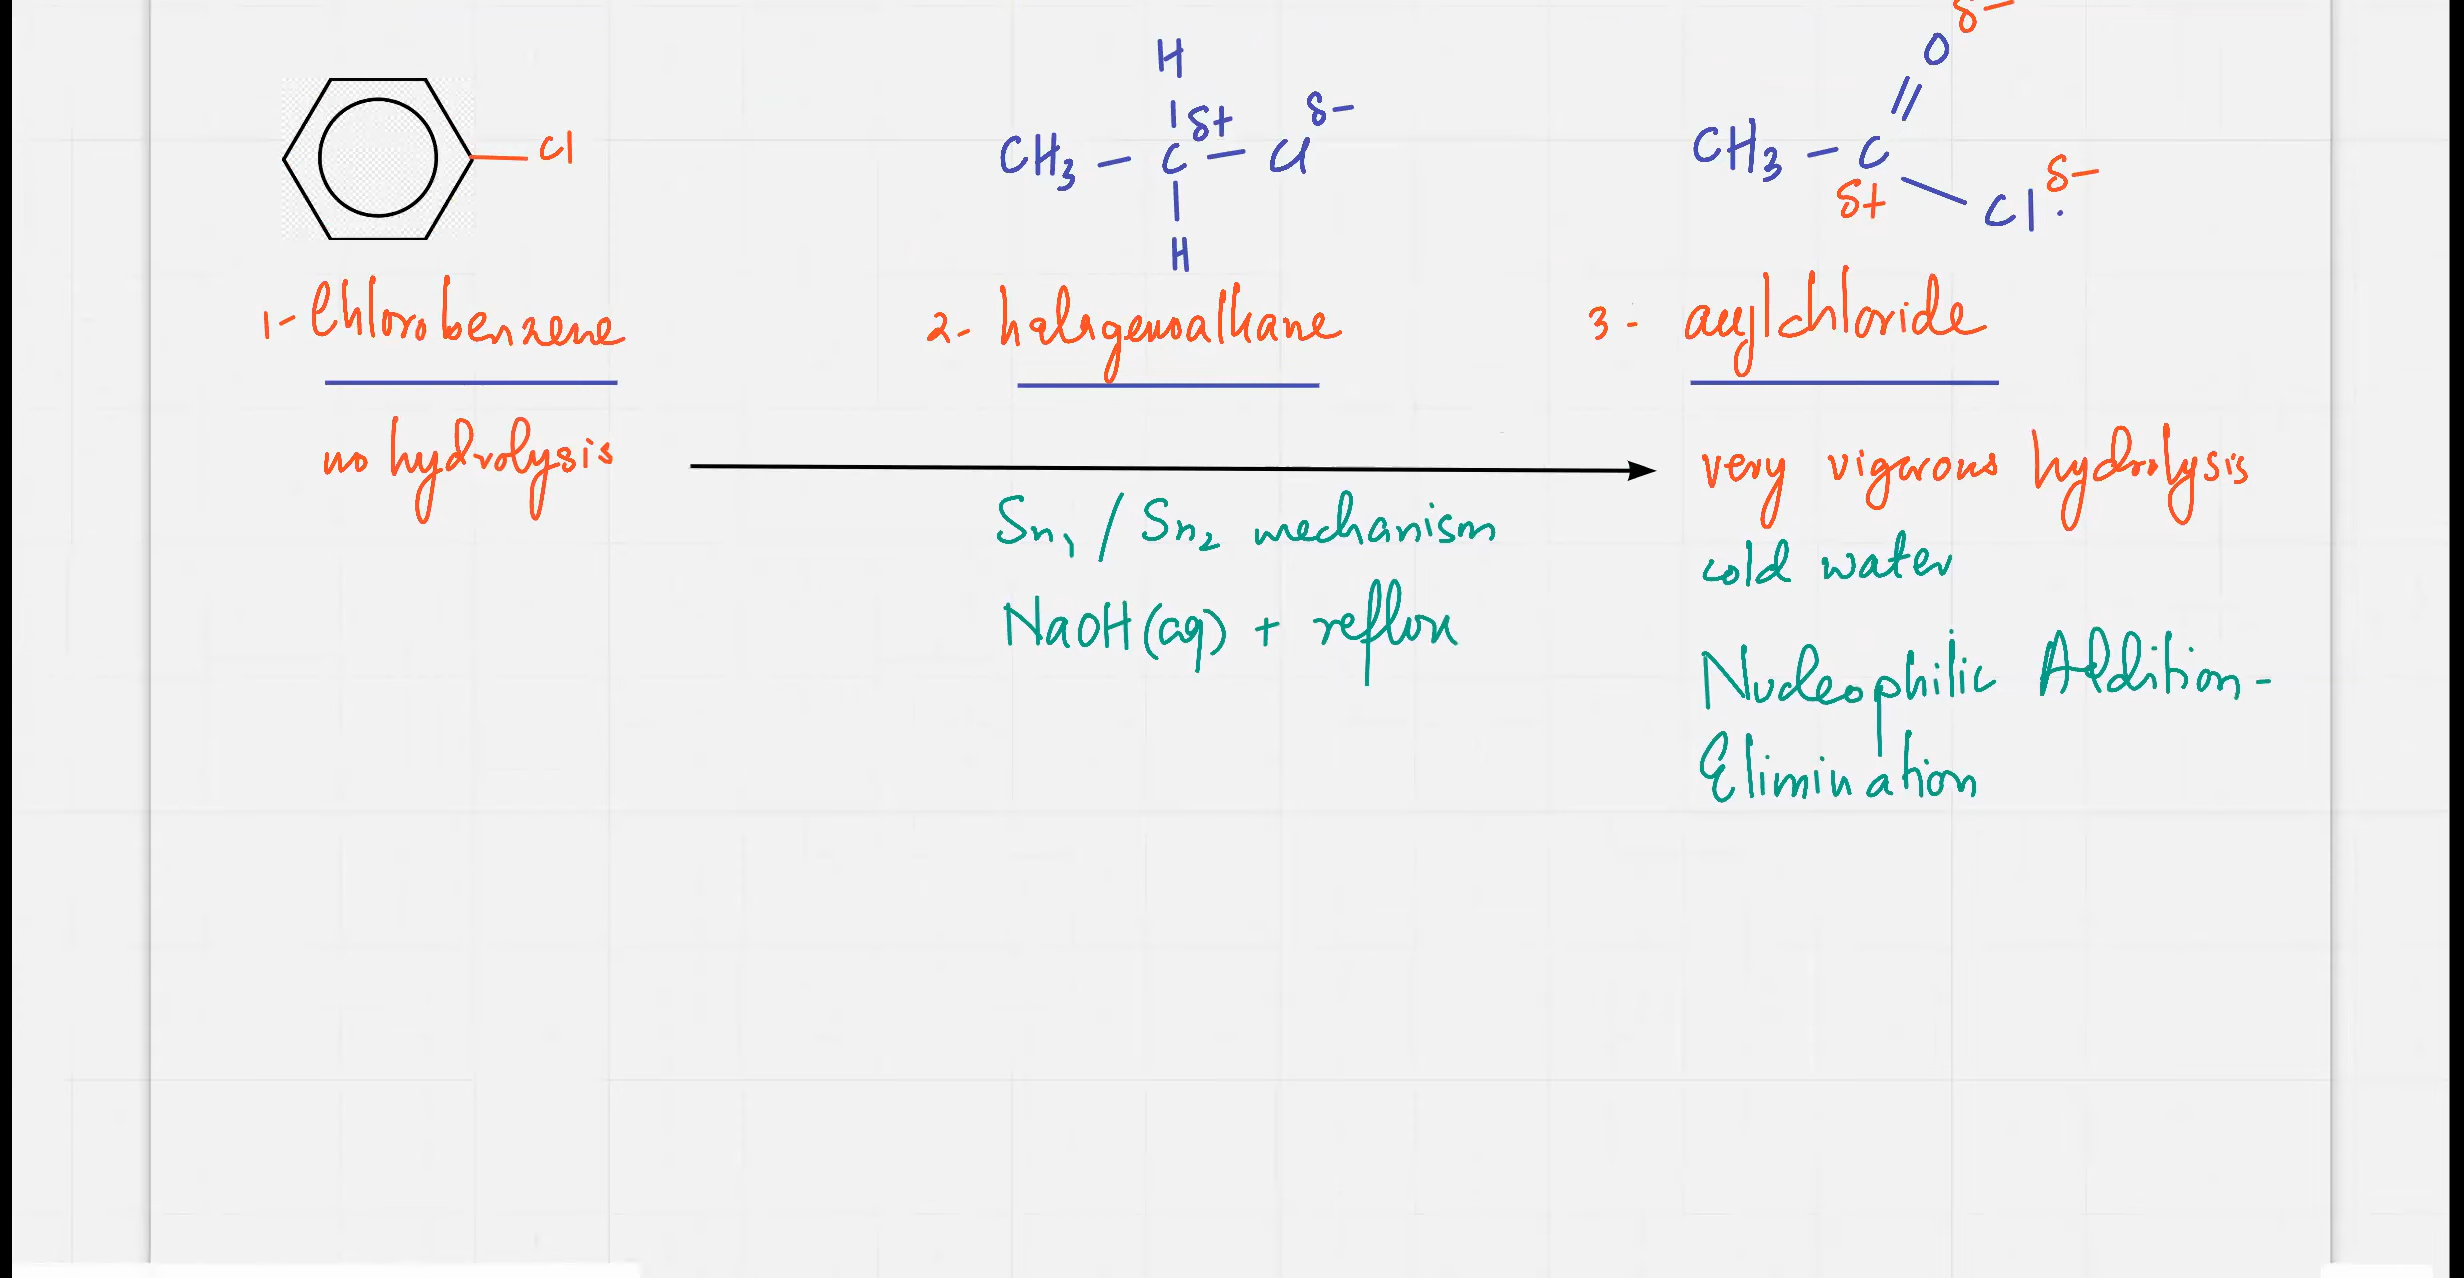 δ-
O
H
Cl
CH₃ - C - Cl
δ+
δ-
H
CH₃ - C
δ+
Cl
δ-
1- Chlorobenzene
2- halogenoalkane
3- acylchloride
no hydrolysis
very vigorous hydrolysis
Sn₁ / Sn₂ mechanism
cold water
NaOH(aq) + reflux
Nucleophilic Addition-
Elimination